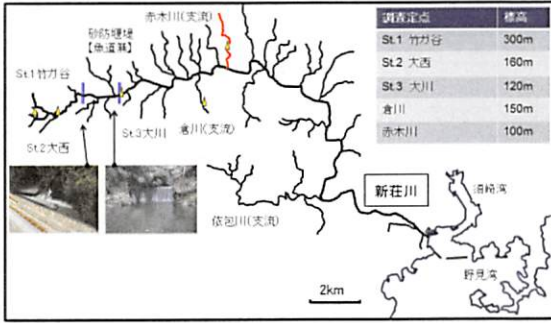 赤木川(支流)
砂防堰堤
【魚道無】
St.1竹ガ谷
St.2大西
St.3大川
倉川(支流)
依包川(支流)
新荘川
野見湾
2km
調査定点 標高
St.1 竹ガ谷 300m
St.2 大西 160m
St.3 大川 120m
倉川 150m
赤木川 100m